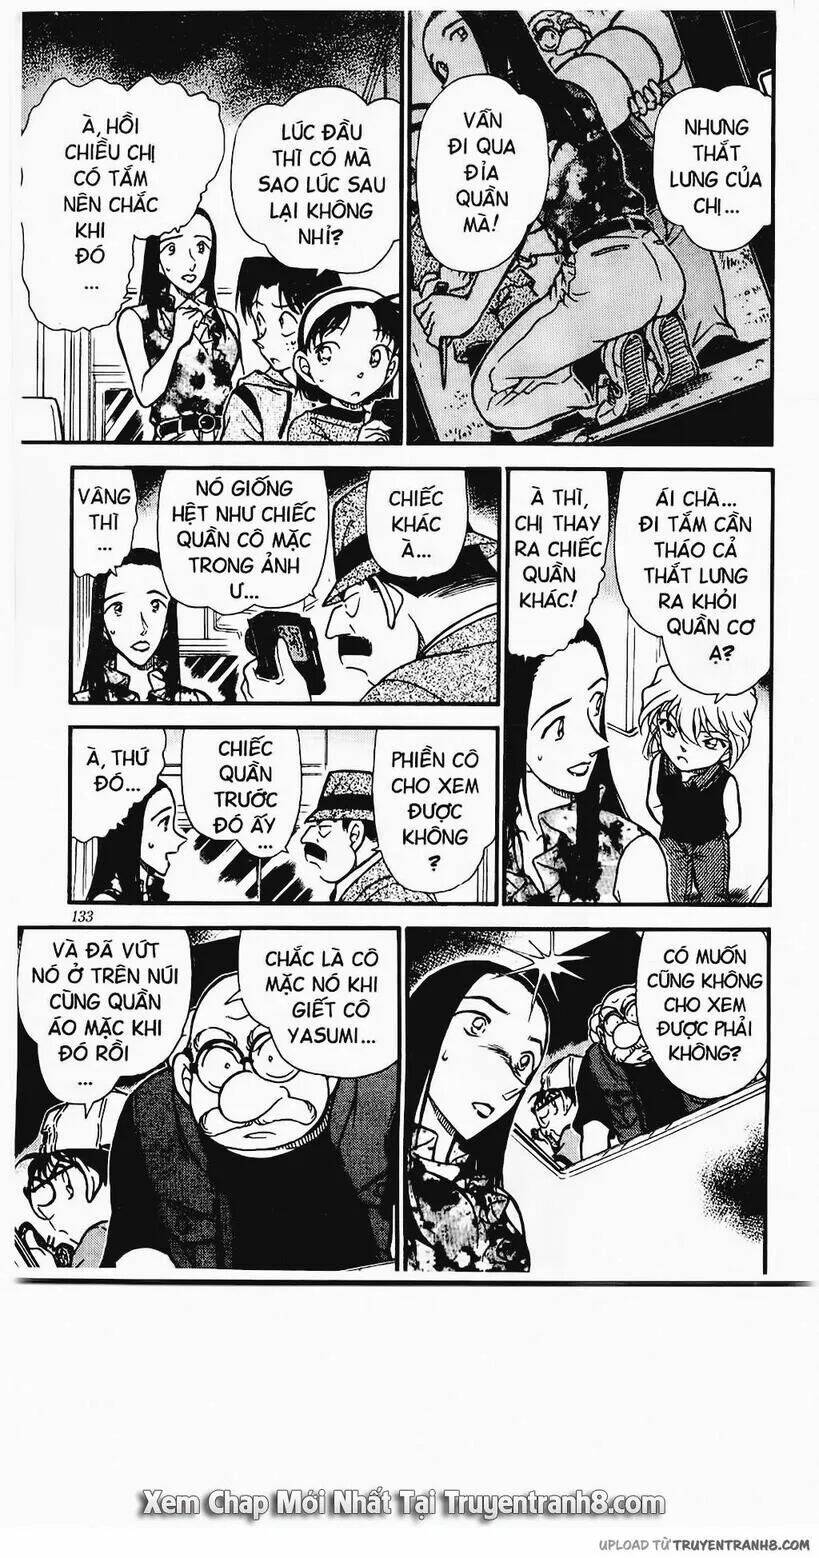 NHƯNG
THẮT
LƯNG CỦA
CHỊ...
VẪN
ĐI QUA
ĐỈA
QUẦN
MÀ!
LÚC ĐẦU
THÌ CÓ MÀ
SAO LÚC SAU
LẠI KHÔNG
NHỈ?
À, HỒI
CHIỀU CHỊ
CÓ TẮM
NÊN CHẮC
KHI
ĐÓ
...
ÁI CHÀ...
ĐI TẮM CẦN
THÁO CẢ
THẮT LƯNG
RA KHỎI
QUẦN CƠ
Ạ?
À THÌ,
CHỊ THAY
RA CHIẾC
QUẦN
KHÁC!
CHIẾC
KHÁC
À...
NÓ GIỐNG
HỆT NHƯ CHIẾC
QUẦN CÔ MẶC
TRONG ẢNH
Ư...
VÂNG
THÌ
...
PHIỀN CÔ
CHO XEM
ĐƯỢC
KHÔNG
?
CHIẾC
QUẦN
TRƯỚC
ĐÓ ẤY
...
À, THỨ
ĐÓ...
133
CÓ MUỐN
CŨNG KHÔNG
CHO XEM
ĐƯỢC PHẢI
KHÔNG?
CHẮC LÀ CÔ
MẶC NÓ KHI
GIẾT CÔ
YASUMI...
VÀ ĐÃ VỨT
NÓ Ở TRÊN NÚI
CÙNG QUẦN
ÁO MẶC KHI
ĐÓ RỒI
...
Xem Chap Mới Nhất Tại Truyentranh8.com
UPLOAD TỪ TRUYENTRANH8.COM